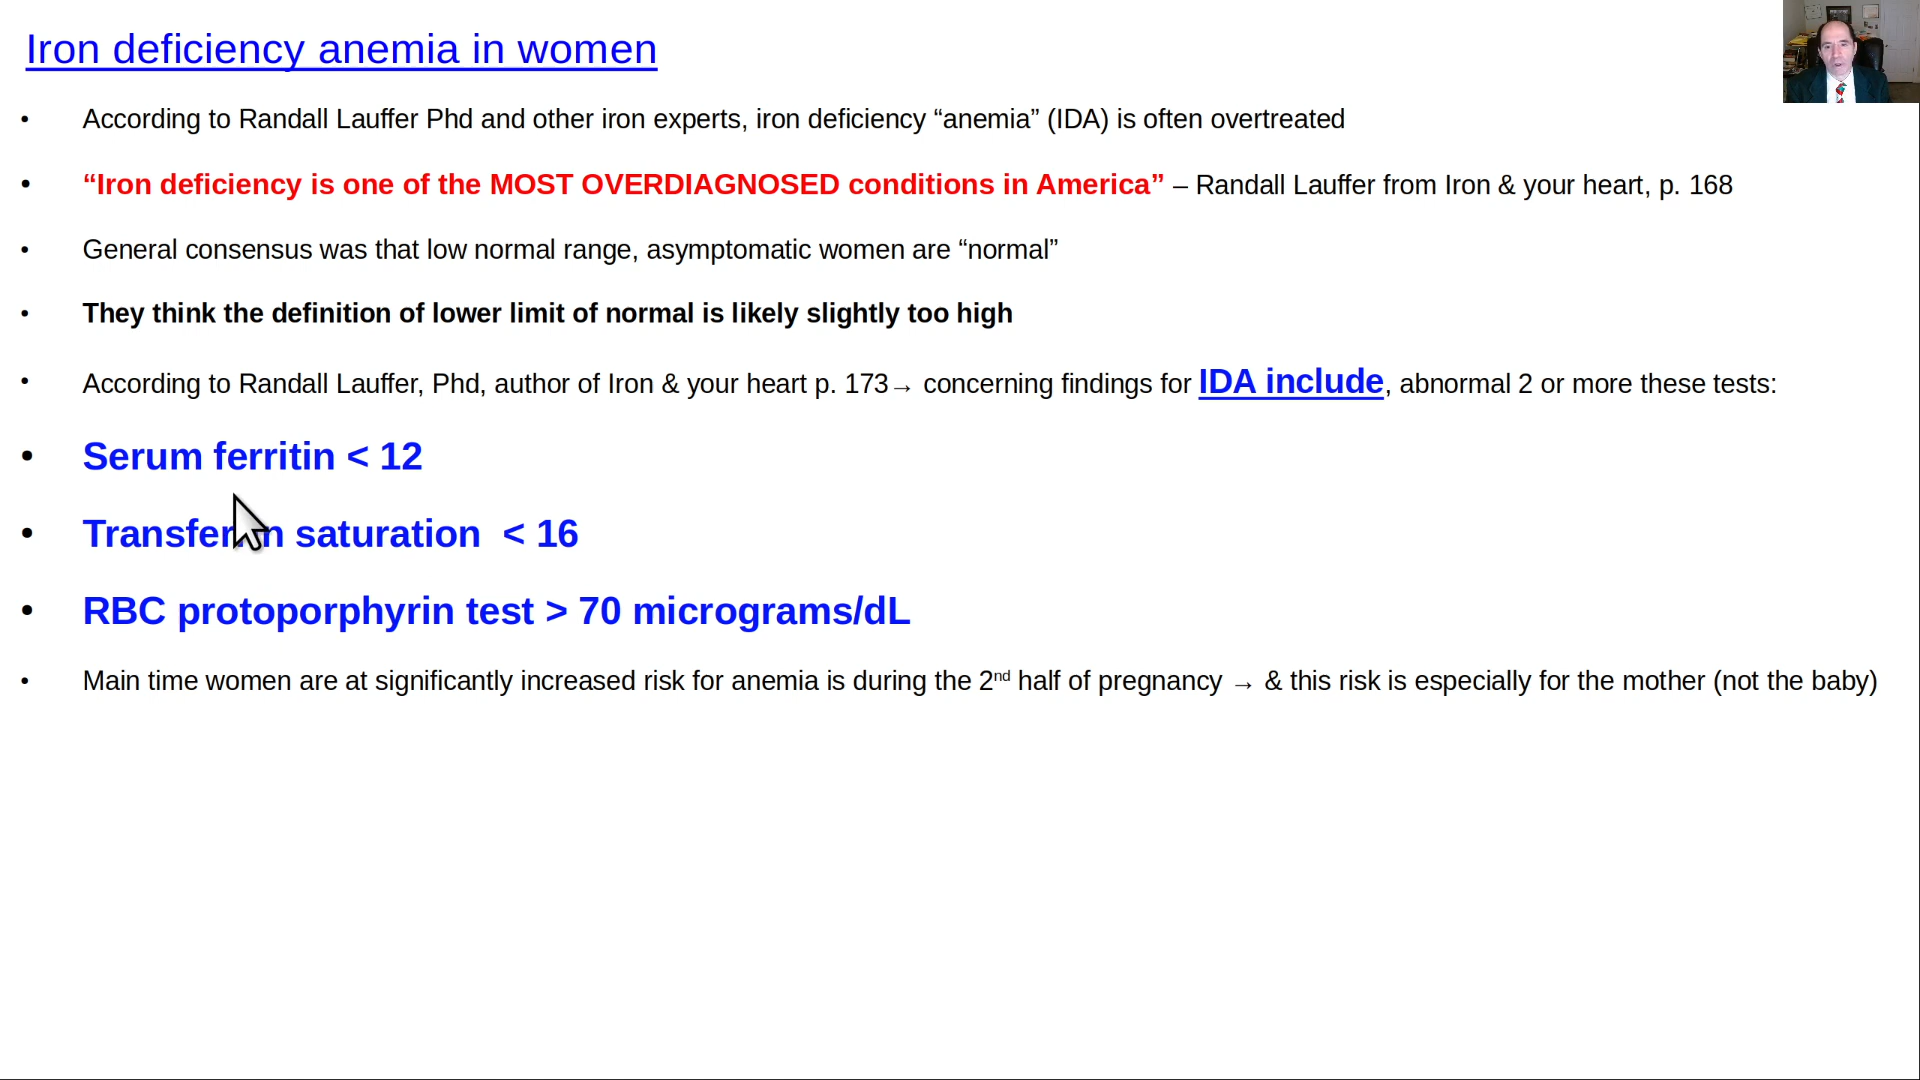 Iron deficiency anemia in women
• According to Randall Lauffer Phd and other iron experts, iron deficiency “anemia” (IDA) is often overtreated
• “Iron deficiency is one of the MOST OVERDIAGNOSED conditions in America” – Randall Lauffer from Iron & your heart, p. 168
• General consensus was that low normal range, asymptomatic women are “normal”
• They think the definition of lower limit of normal is likely slightly too high
• According to Randall Lauffer, Phd, author of Iron & your heart p. 173→ concerning findings for IDA include, abnormal 2 or more these tests:
• Serum ferritin < 12
• Transferrin saturation < 16
• RBC protoporphyrin test > 70 micrograms/dL
• Main time women are at significantly increased risk for anemia is during the 2nd half of pregnancy → & this risk is especially for the mother (not the baby)